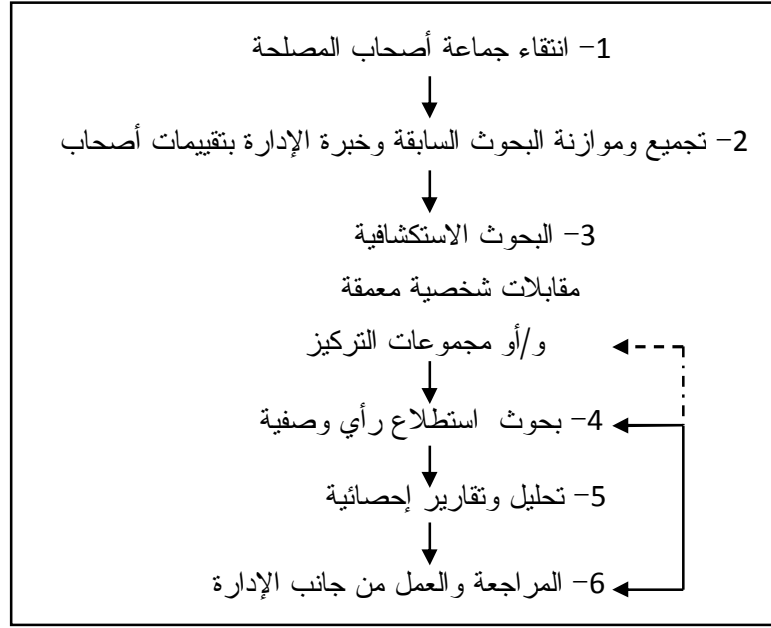 1- انتقاء جماعة أصحاب المصلحة
2- تجميع وموازنة البحوث السابقة وخبرة الإدارة بتقييمات أصحاب
3- البحوث الاستكشافية
مقابلات شخصية معمقة
و/أو مجموعات التركيز
4- بحوث استطلاع رأي وصفية
5- تحليل وتقارير إحصائية
6- المراجعة والعمل من جانب الإدارة